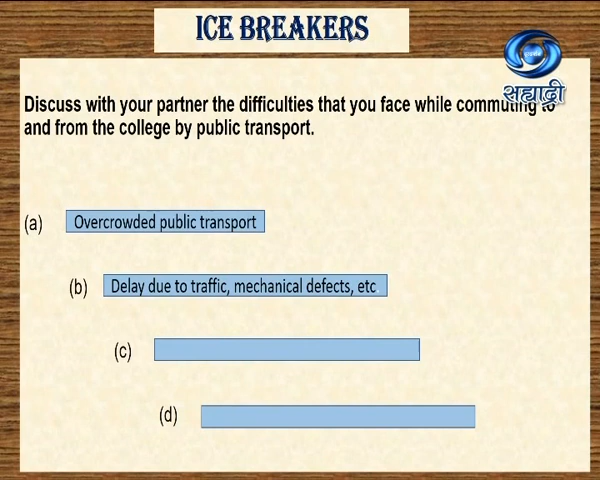 ICE BREAKERS
सह्याद्री
Discuss with your partner the difficulties that you face while commuting to
and from the college by public transport.
(a) Overcrowded public transport
(b) Delay due to traffic, mechanical defects, etc.
(c)
(d)